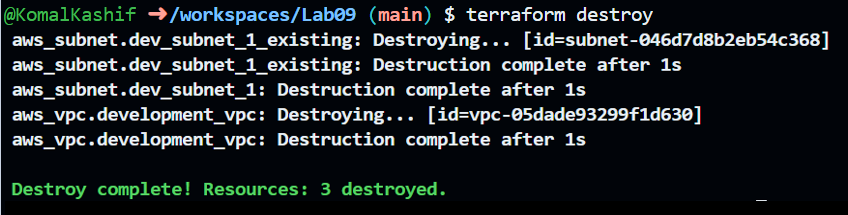 @KomalKashif ➜/workspaces/Lab09 (main) $ terraform destroy
aws_subnet.dev_subnet_1_existing: Destroying... [id=subnet-046d7d8b2eb54c368]
aws_subnet.dev_subnet_1_existing: Destruction complete after 1s
aws_subnet.dev_subnet_1: Destruction complete after 1s
aws_vpc.development_vpc: Destroying... [id=vpc-05dade93299f1d630]
aws_vpc.development_vpc: Destruction complete after 1s
Destroy complete! Resources: 3 destroyed.